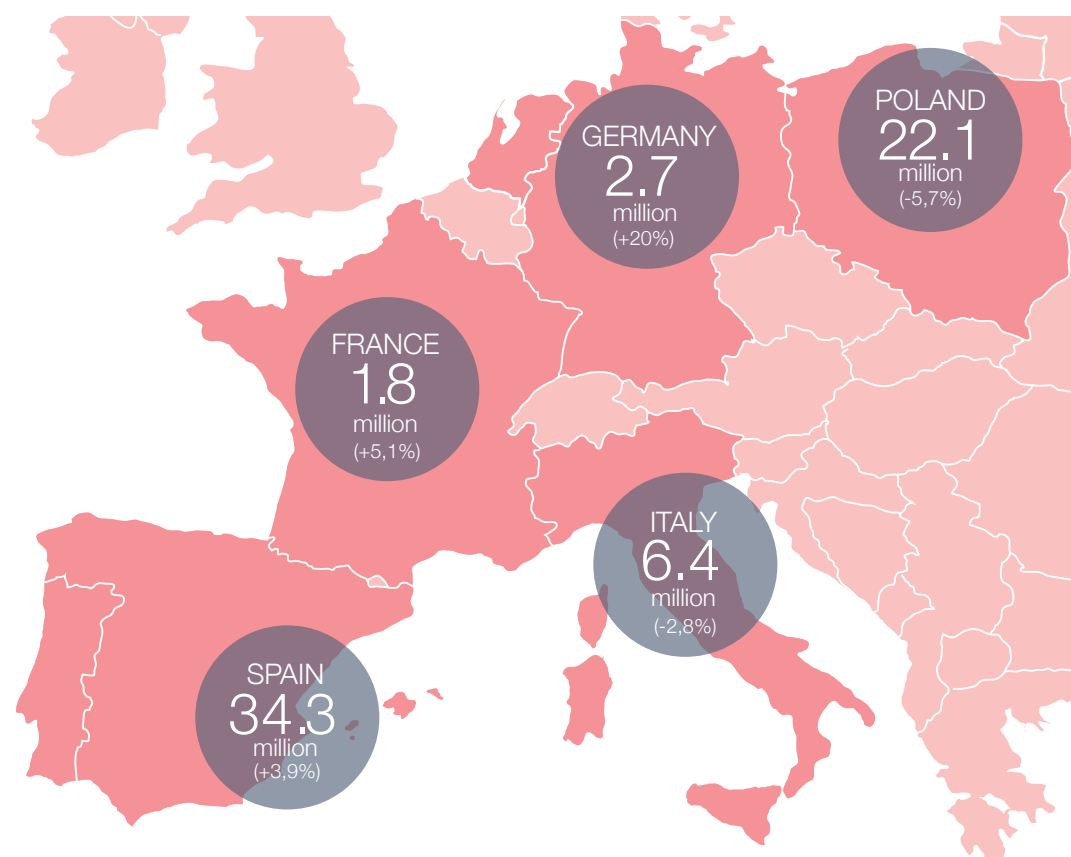 GERMANY
2.7
million
(+20%)
POLAND
22.1
million
(-5,7%)
FRANCE
1.8
million
(+5,1%)
ITALY
6.4
million
(-2,8%)
SPAIN
34.3
million
(+3,9%)